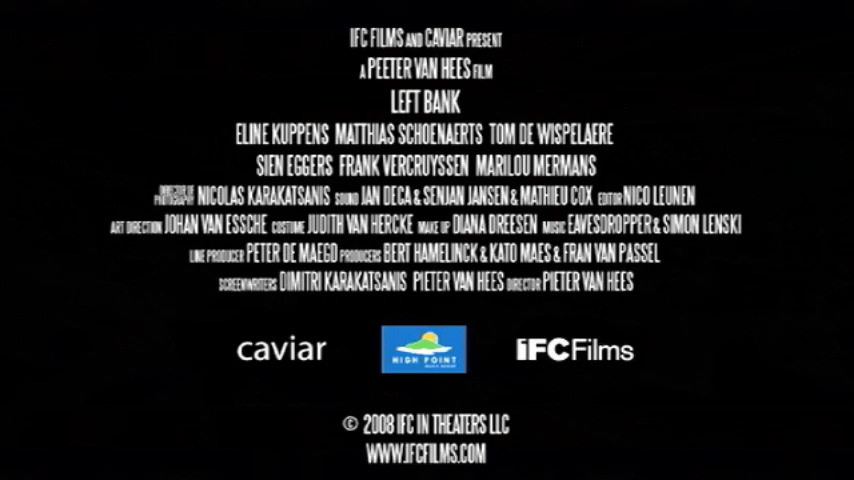 IFC FILMS AND CAVIAR PRESENT
A PEETER VAN HEES FILM
LEFT BANK
ELINE KUPPENS MATTHIAS SCHOENAERTS TOM DE WISPELAERE
SIEN EGGERS FRANK VERCRUYSSEN MARILOU MERMANS
DIRECTOR OF PHOTOGRAPHY NICOLAS KARAKATSANIS SOUND JAN DECA & SENJAN JANSEN & MATHIEU COX EDITOR NICO LEUNEN
ART DIRECTION JOHAN VAN ESSCHE COSTUME JUDITH VAN HERCKE MAKE UP DIANA DREESEN MUSIC EAVESDROPPER & SIMON LENSKI
LINE PRODUCER PETER DE MAEGD PRODUCERS BERT HAMELINCK & KATO MAES & FRAN VAN PASSEL
SCREENWRITERS DIMITRI KARAKATSANIS PIETER VAN HEES DIRECTOR PIETER VAN HEES
caviar HIGH POINT IFCFilms
© 2008 IFC IN THEATERS LLC
WWW.IFCFILMS.COM